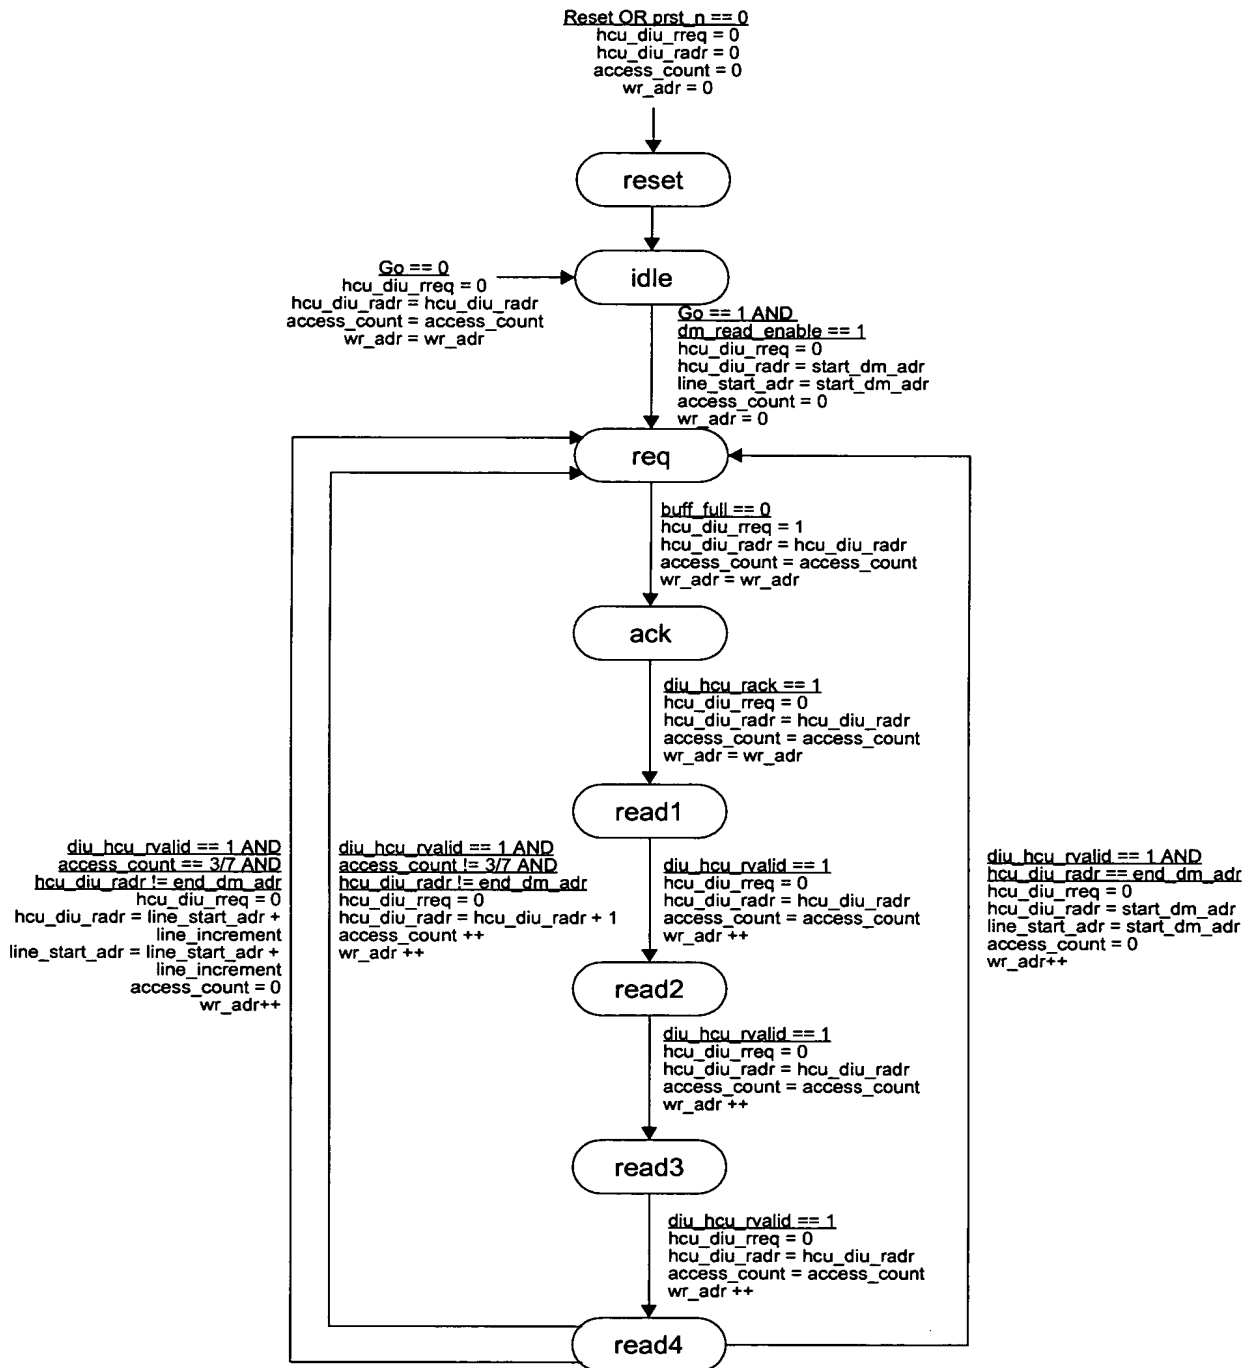 Reset OR prst_n == 0
hcu_diu_rreq = 0
hcu_diu_radr = 0
access_count = 0
wr_adr = 0
reset
idle
Go == 0
hcu_diu_rreq = 0
hcu_diu_radr = hcu_diu_radr
access_count = access_count
wr_adr = wr_adr
Go == 1 AND
dm_read_enable == 1
hcu_diu_rreq = 0
hcu_diu_radr = start_dm_adr
line_start_adr = start_dm_adr
access_count = 0
wr_adr = 0
req
buff_full == 0
hcu_diu_rreq = 1
hcu_diu_radr = hcu_diu_radr
access_count = access_count
wr_adr = wr_adr
ack
diu_hcu_rack == 1
hcu_diu_rreq = 0
hcu_diu_radr = hcu_diu_radr
access_count = access_count
wr_adr = wr_adr
read1
diu_hcu_rvalid == 1 AND
access_count == 3/7 AND
hcu_diu_radr != end_dm_adr
hcu_diu_rreq = 0
hcu_diu_radr = line_start_adr +
line_increment
line_start_adr = line_start_adr +
line_increment
access_count = 0
wr_adr++
diu_hcu_rvalid == 1 AND
access_count != 3/7 AND
hcu_diu_radr != end_dm_adr
hcu_diu_rreq = 0
hcu_diu_radr = hcu_diu_radr + 1
access_count ++
wr_adr ++
diu_hcu_rvalid == 1
hcu_diu_rreq = 0
hcu_diu_radr = hcu_diu_radr
access_count = access_count
wr_adr ++
diu_hcu_rvalid == 1 AND
hcu_diu_radr == end_dm_adr
hcu_diu_rreq = 0
hcu_diu_radr = start_dm_adr
line_start_adr = start_dm_adr
access_count = 0
wr_adr++
read2
diu_hcu_rvalid == 1
hcu_diu_rreq = 0
hcu_diu_radr = hcu_diu_radr
access_count = access_count
wr_adr ++
read3
diu_hcu_rvalid == 1
hcu_diu_rreq = 0
hcu_diu_radr = hcu_diu_radr
access_count = access_count
wr_adr ++
read4